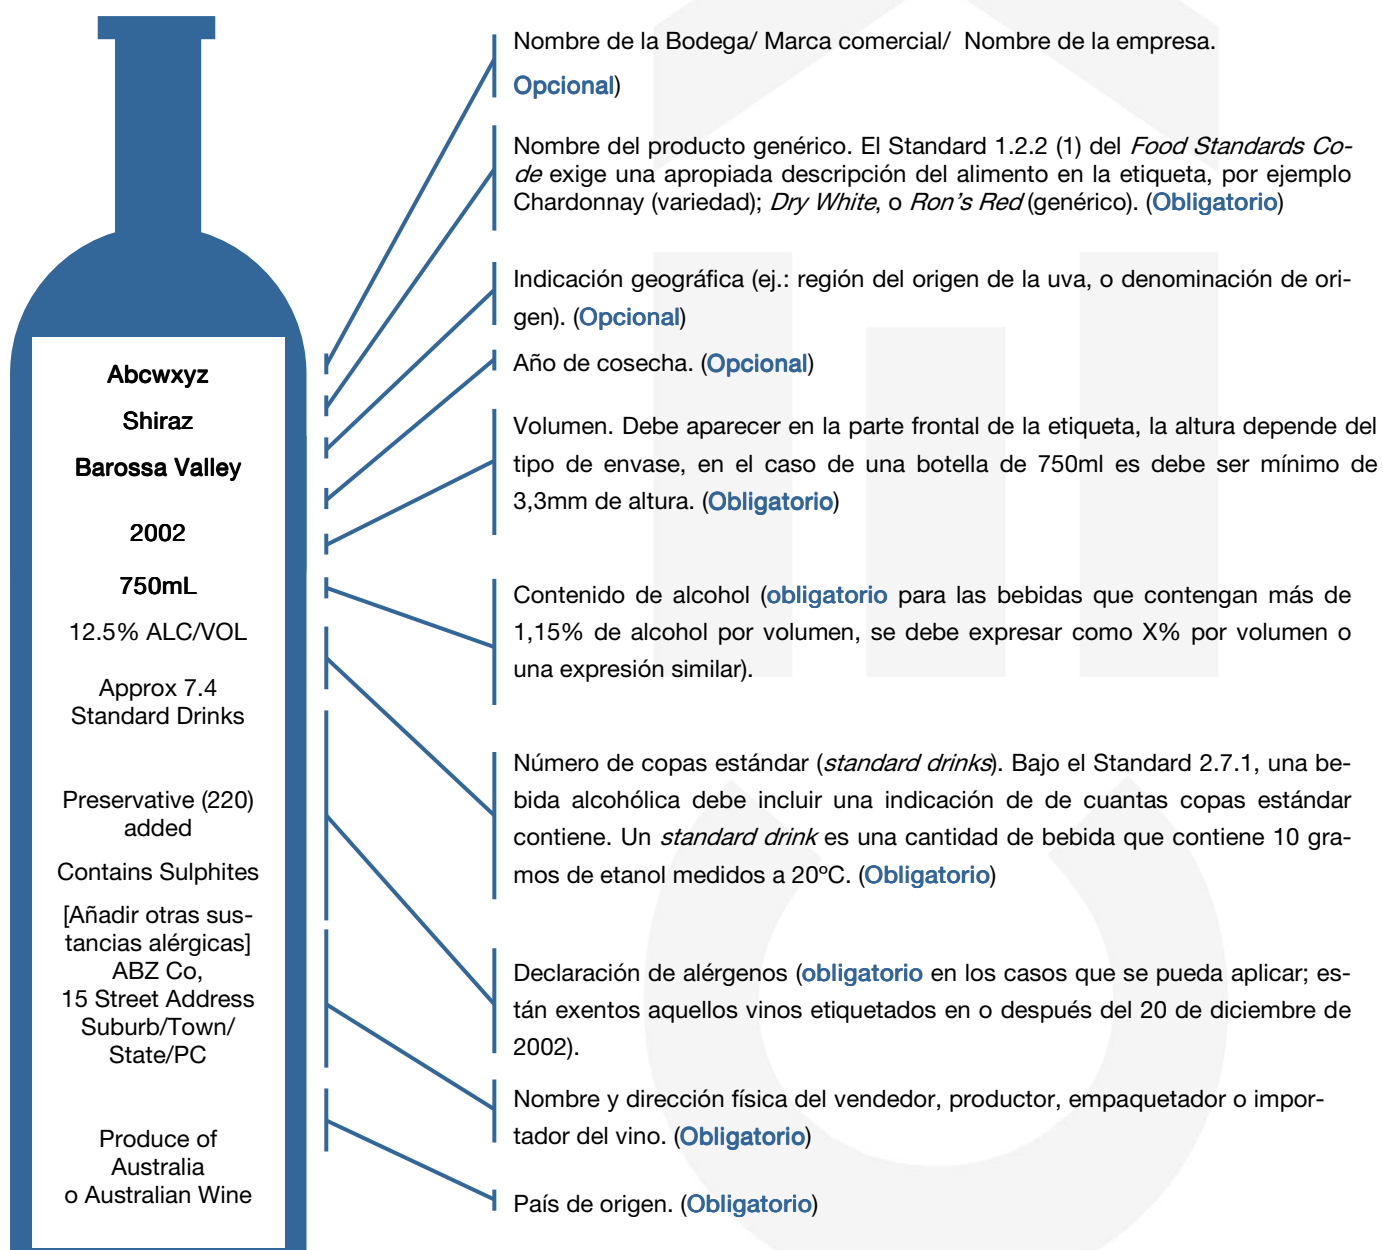 Nombre de la Bodega/ Marca comercial/ Nombre de la empresa.
Opcional)
Nombre del producto genérico. El Standard 1.2.2 (1) del Food Standards Co-
de exige una apropiada descripción del alimento en la etiqueta, por ejemplo
Chardonnay (variedad); Dry White, o Ron's Red (genérico). (Obligatorio)
Indicación geográfica (ej.: región del origen de la uva, o denominación de ori-
gen). (Opcional)
Año de cosecha. (Opcional)
Volumen. Debe aparecer en la parte frontal de la etiqueta, la altura depende del
tipo de envase, en el caso de una botella de 750ml es debe ser mínimo de
3,3mm de altura. (Obligatorio)
Contenido de alcohol (obligatorio para las bebidas que contengan más de
1,15% de alcohol por volumen, se debe expresar como X% por volumen o
una expresión similar).
Número de copas estándar (standard drinks). Bajo el Standard 2.7.1, una be-
bida alcohólica debe incluir una indicación de de cuantas copas estándar
contiene. Un standard drink es una cantidad de bebida que contiene 10 gra-
mos de etanol medidos a 20ºC. (Obligatorio)
Declaración de alérgenos (obligatorio en los casos que se pueda aplicar; es-
tán exentos aquellos vinos etiquetados en o después del 20 de diciembre de
2002).
Nombre y dirección física del vendedor, productor, empaquetador o impor-
tador del vino. (Obligatorio)
País de origen. (Obligatorio)
Abcwxyz
Shiraz
Barossa Valley
2002
750mL
12.5% ALC/VOL
Approx 7.4
Standard Drinks
Preservative (220)
added
Contains Sulphites
[Añadir otras sus-
tancias alérgicas]
ABZ Co,
15 Street Address
Suburb/Town/
State/PC
Produce of
Australia
o Australian Wine